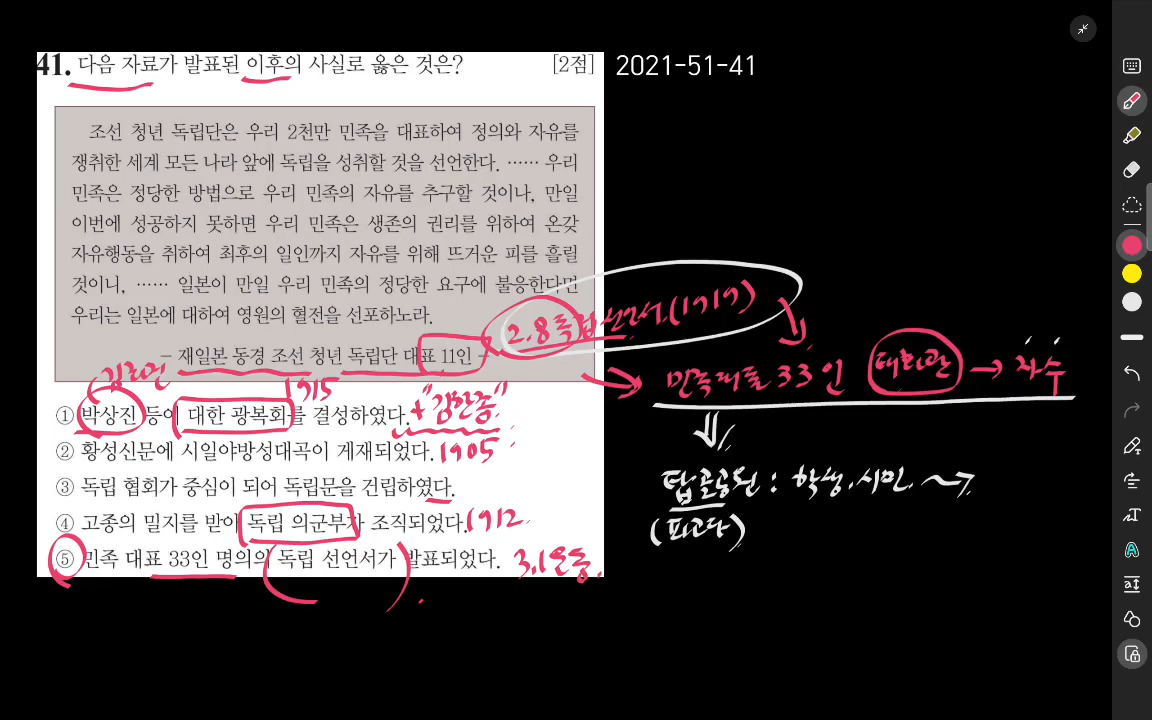 41. 다음 자료가 발표된 이후의 사실로 옳은 것은? [2점]
2021-51-41
조선 청년 독립단은 우리 2천만 민족을 대표하여 정의와 자유를
쟁취한 세계 모든 나라 앞에 독립을 성취할 것을 선언한다. …… 우리
민족은 정당한 방법으로 우리 민족의 자유를 추구할 것이나, 만일
이번에 성공하지 못하면 우리 민족은 생존의 권리를 위하여 온갖
자유행동을 취하여 최후의 일인까지 자유를 위해 뜨거운 피를 흘릴
것이니, …… 일본이 만일 우리 민족의 정당한 요구에 불응한다면
우리는 일본에 대하여 영원의 혈전을 선포하노라.
- 재일본 동경 조선 청년 독립단 대표 11인 -
2.8 독립선언서(1919)
민족대표 33인 태화관 → 자수
1915
① 박상진 등이 대한 광복회를 결성하였다. + "김한종"
② 황성신문에 시일야방성대곡이 게재되었다. 1905
③ 독립 협회가 중심이 되어 독립문을 건립하였다.
④ 고종의 밀지를 받아 독립 의군부가 조직되었다. 1912
⑤ 민족 대표 33인 명의의 독립 선언서가 발표되었다. 3.1운동.
탑골공원 : 학생, 시민
(파고다)